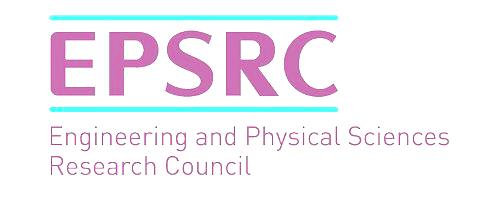 EPSRC
Engineering and Physical Sciences
Research Council